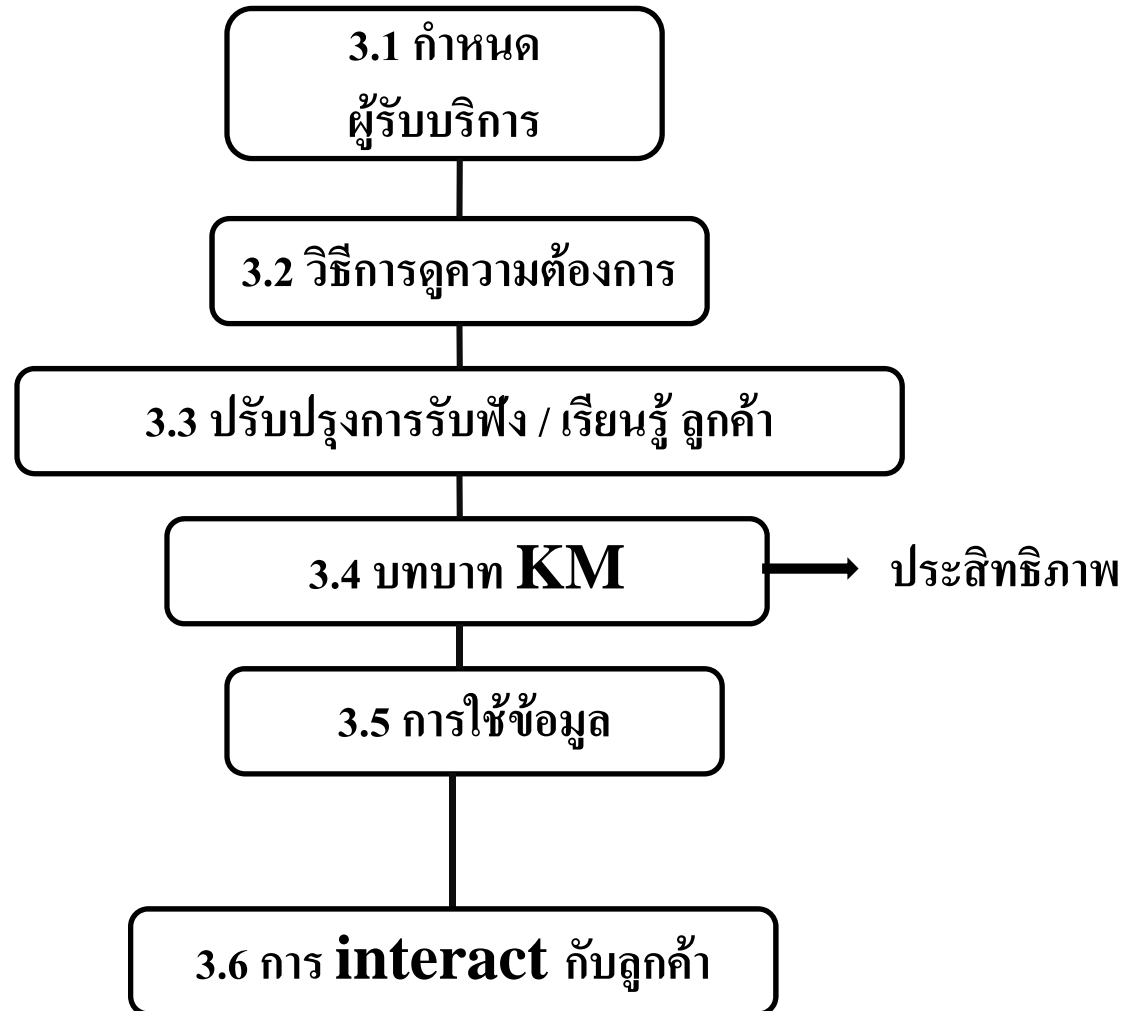 3.1 กำหนด
ผู้รับบริการ
3.2 วิธีการดูความต้องการ
3.3 ปรับปรุงการรับฟัง / เรียนรู้ ลูกค้า
3.4 บทบาท KM
ประสิทธิภาพ
3.5 การใช้ข้อมูล
3.6 การ interact กับลูกค้า